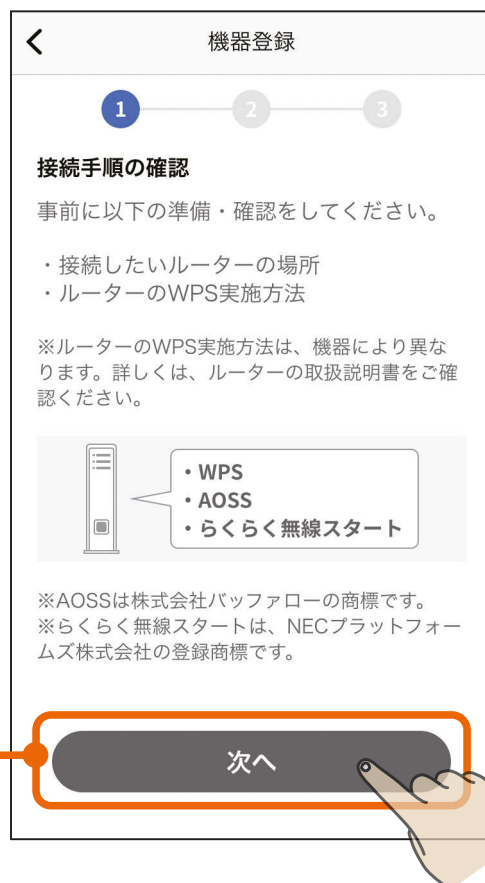 機器登録
1 2 3
接続手順の確認
事前に以下の準備・確認をしてください。
・接続したいルーターの場所
・ルーターのWPS実施方法
※ルーターのWPS実施方法は、機器により異な
ります。詳しくは、ルーターの取扱説明書をご確
認ください。
・WPS
・AOSS
・らくらく無線スタート
※AOSSは株式会社バッファローの商標です。
※らくらく無線スタートは、NECプラットフォー
ムズ株式会社の登録商標です。
次へ